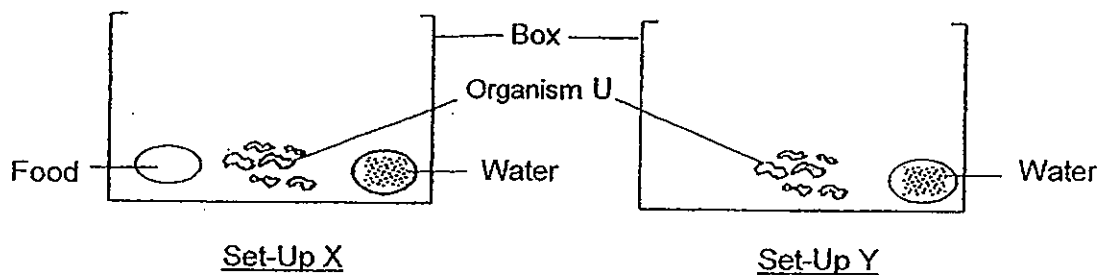 Box
Organism U
Food
Water
Water
Set-Up X
Set-Up Y